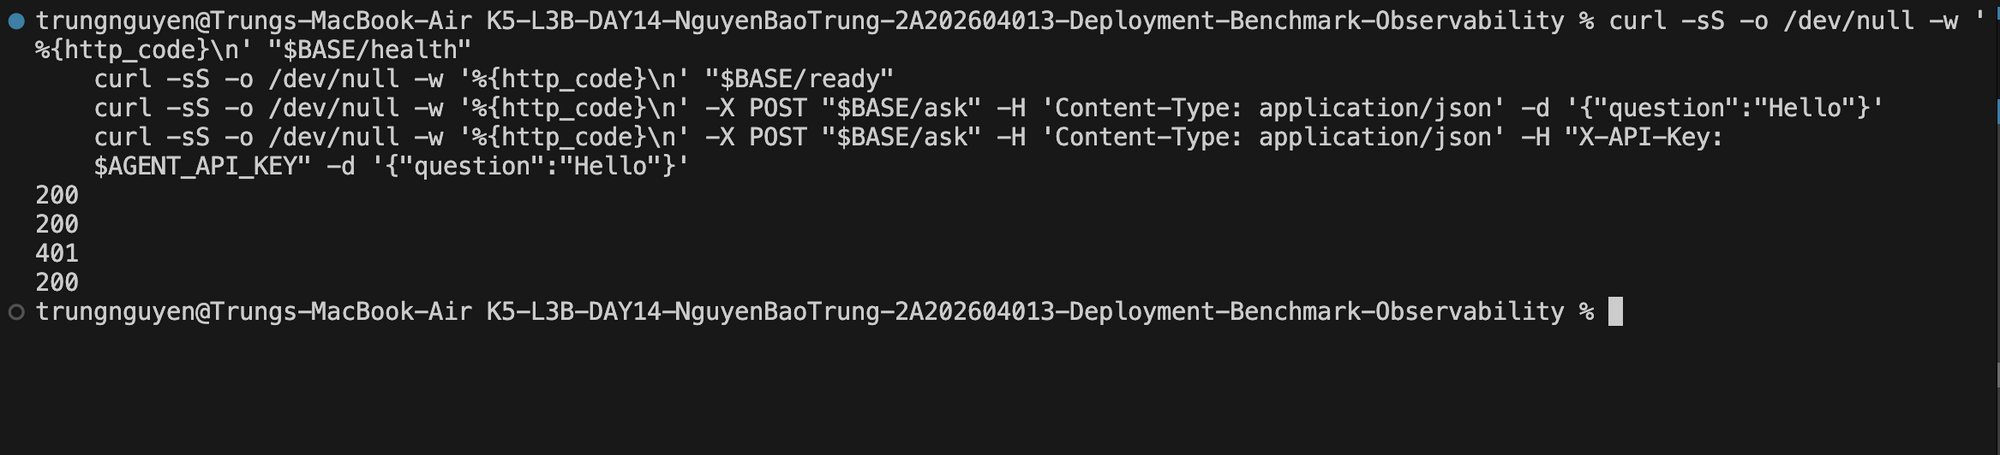 trungnguyen@Trungs-MacBook-Air K5-L3B-DAY14-NguyenBaoTrung-2A202604013-Deployment-Benchmark-Observability % curl -sS -o /dev/null -w '
%{http_code}\n' "$BASE/health"
    curl -sS -o /dev/null -w '%{http_code}\n' "$BASE/ready"
    curl -sS -o /dev/null -w '%{http_code}\n' -X POST "$BASE/ask" -H 'Content-Type: application/json' -d '{"question":"Hello"}'
    curl -sS -o /dev/null -w '%{http_code}\n' -X POST "$BASE/ask" -H 'Content-Type: application/json' -H "X-API-Key:
    $AGENT_API_KEY" -d '{"question":"Hello"}'
200
200
401
200
trungnguyen@Trungs-MacBook-Air K5-L3B-DAY14-NguyenBaoTrung-2A202604013-Deployment-Benchmark-Observability %